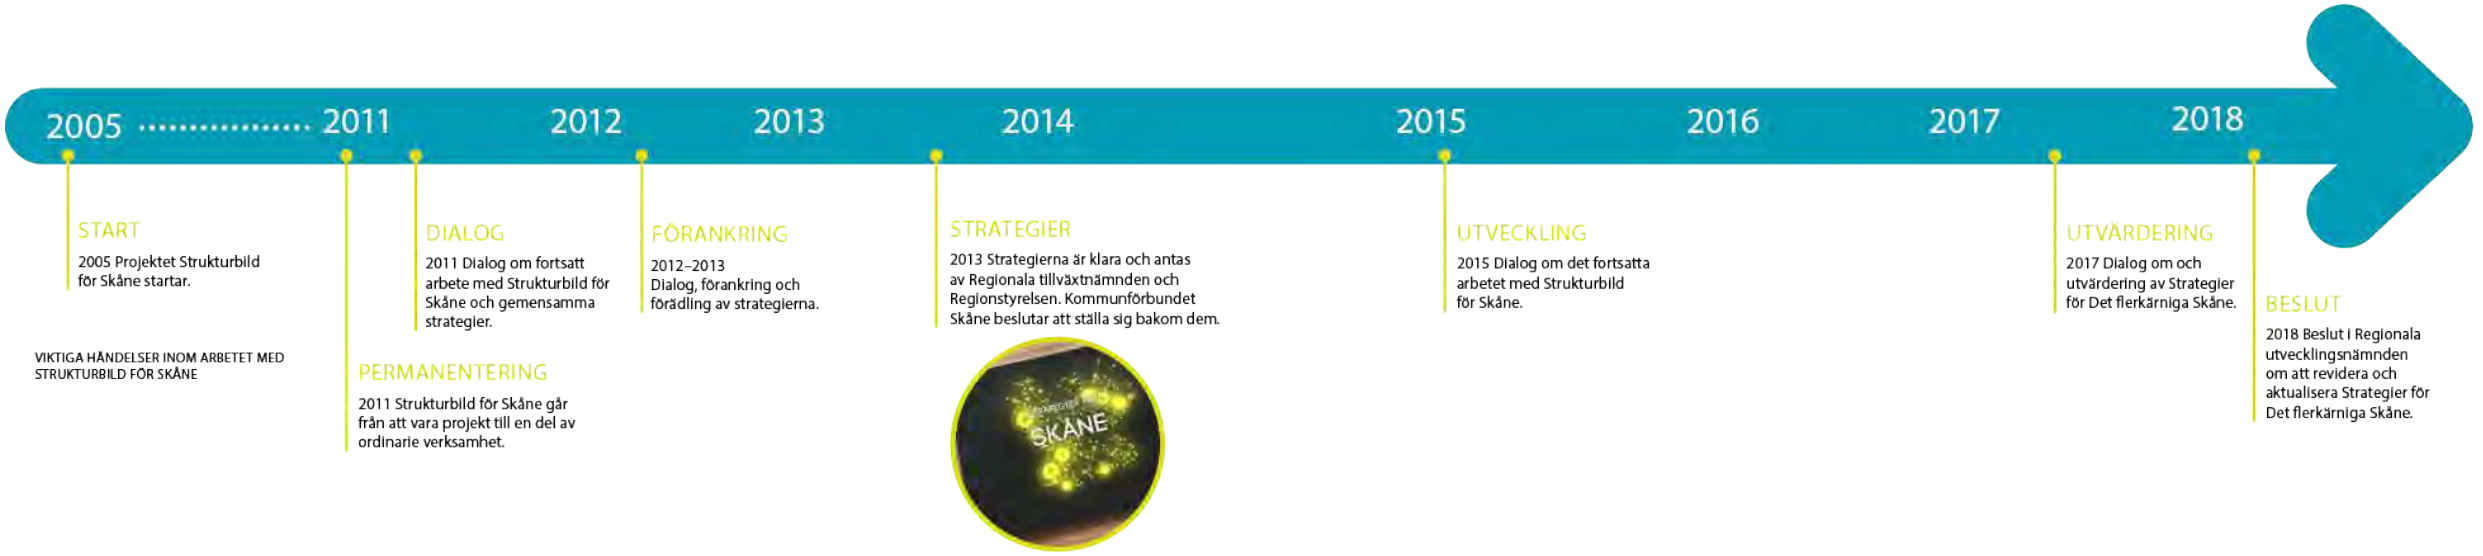 2005
2011
2012
2013
2014
2015
2016
2017
2018
START
2005 Projektet Strukturbild
för Skåne startar.
VIKTIGA HÄNDELSER INOM ARBETET MED
STRUKTURBILD FÖR SKÅNE
PERMANENTERING
2011 Strukturbild för Skåne går
från att vara projekt till en del av
ordinarie verksamhet.
DIALOG
2011 Dialog om fortsatt
arbete med Strukturbild för
Skåne och gemensamma
strategier.
FÖRANKRING
2012–2013
Dialog, förankring och
förädling av strategierna.
STRATEGIER
2013 Strategierna är klara och antas
av Regionala tillväxtnämnden och
Regionstyrelsen. Kommunförbundet
Skåne beslutar att ställa sig bakom dem.
SKÅNE
UTVECKLING
2015 Dialog om det fortsatta
arbetet med Strukturbild
för Skåne.
UTVÄRDERING
2017 Dialog om och
utvärdering av Strategier
för Det flerkärniga Skåne.
BESLUT
2018 Beslut i Regionala
utvecklingsnämnden
om att revidera och
aktualisera Strategier för
Det flerkärniga Skåne.